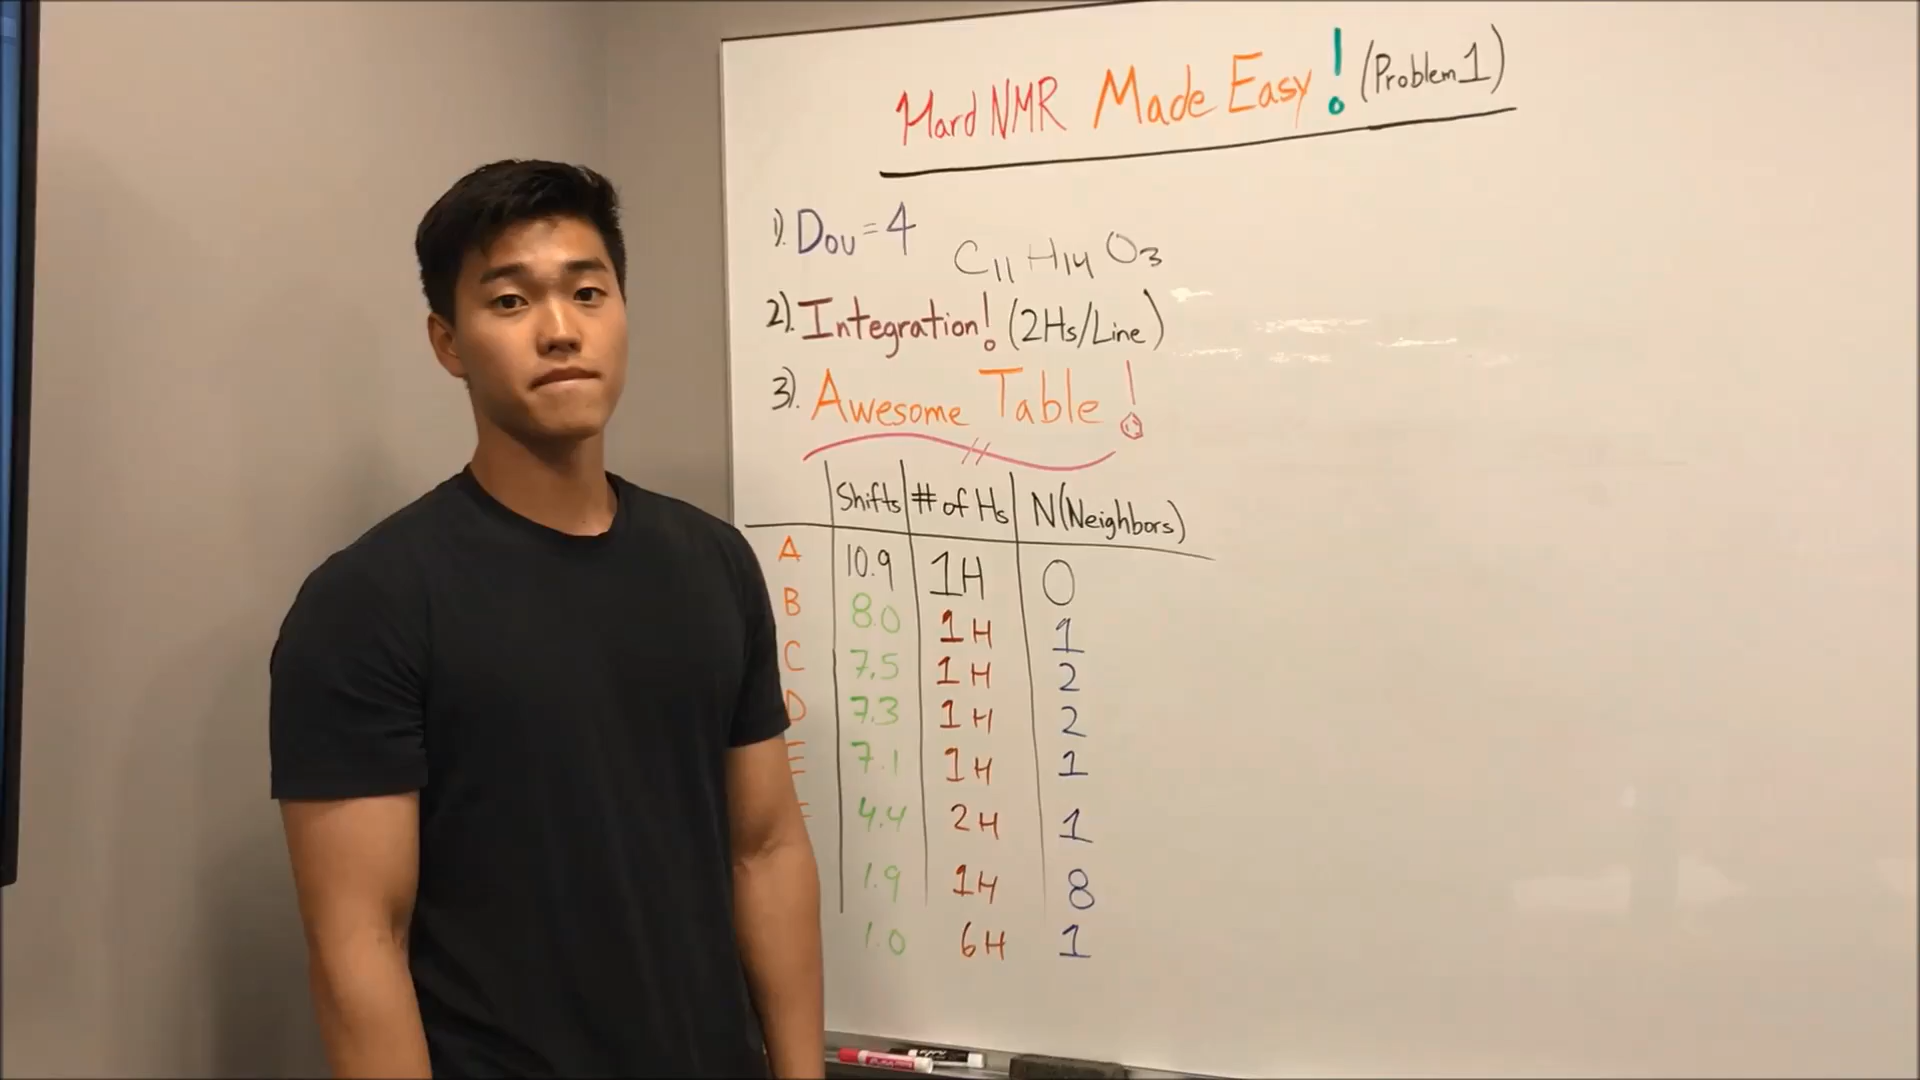 Hard NMR Made Easy! (Problem 1)
1). DOU = 4
C11 H14 O3
2). Integration! (2Hs/Line)
3). Awesome Table!
Shifts # of Hs N(Neighbors)
A 10.9 1H 0
B 8.0 1H 1
C 7.5 1H 2
D 7.3 1H 2
E 7.1 1H 1
4.4 2H 1
1.9 1H 8
1.0 6H 1